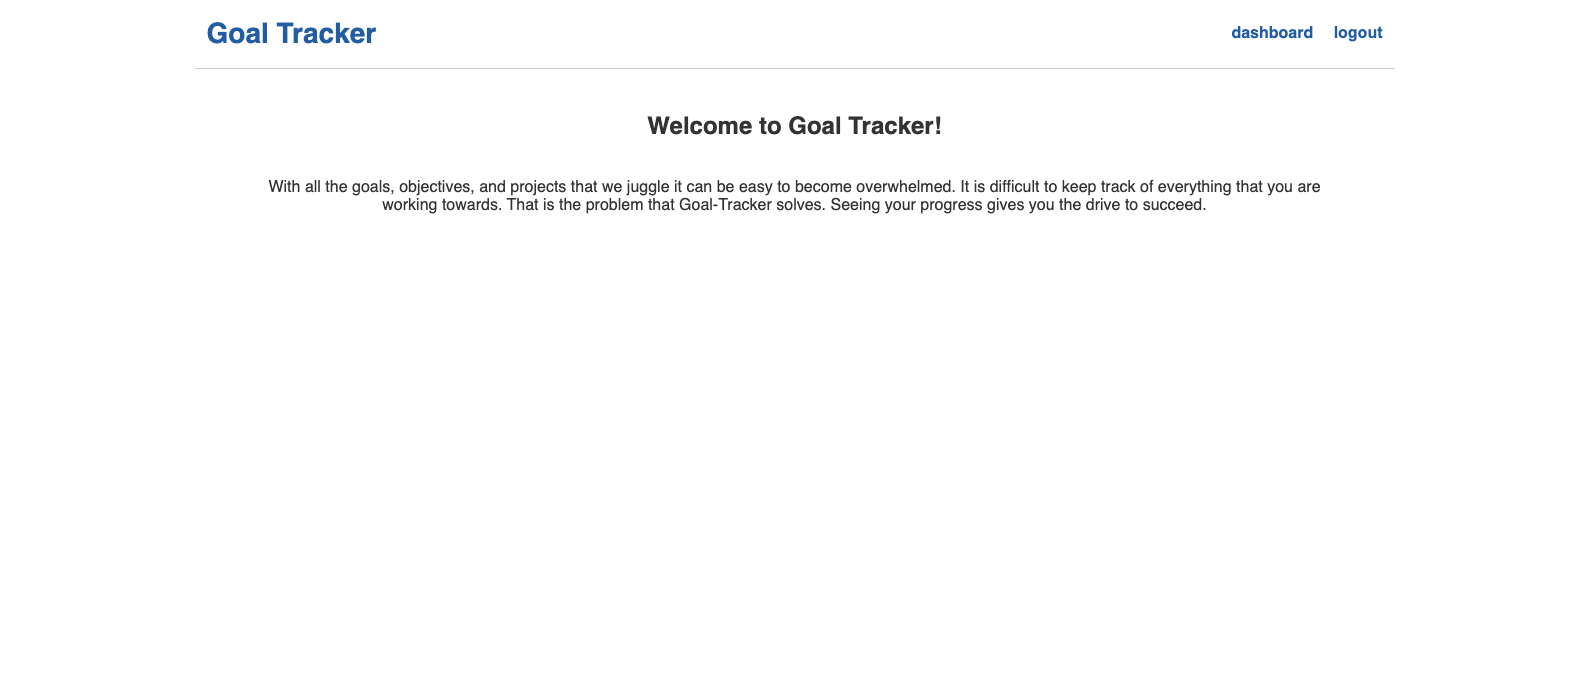 Goal Tracker
dashboard logout
Welcome to Goal Tracker!
With all the goals, objectives, and projects that we juggle it can be easy to become overwhelmed. It is difficult to keep track of everything that you are
working towards. That is the problem that Goal-Tracker solves. Seeing your progress gives you the drive to succeed.